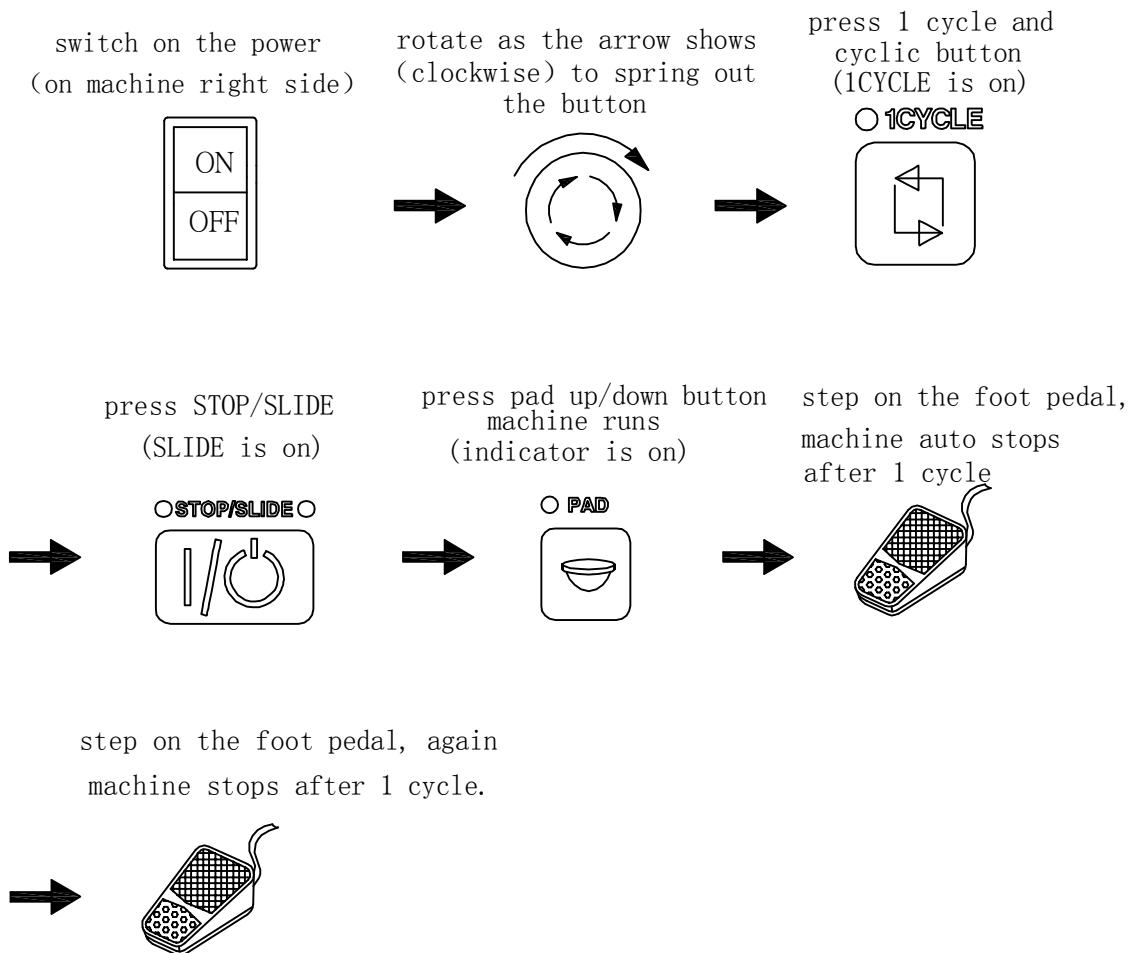 switch on the power
（on machine right side）
ON
OFF
rotate as the arrow shows
（clockwise）to spring out
the button
press 1 cycle and
cyclic button
(1CYCLE is on)
1CYCLE
press STOP/SLIDE
(SLIDE is on)
STOP/SLIDE
press pad up/down button
machine runs
(indicator is on)
PAD
step on the foot pedal,
machine auto stops
after 1 cycle
step on the foot pedal, again
machine stops after 1 cycle.